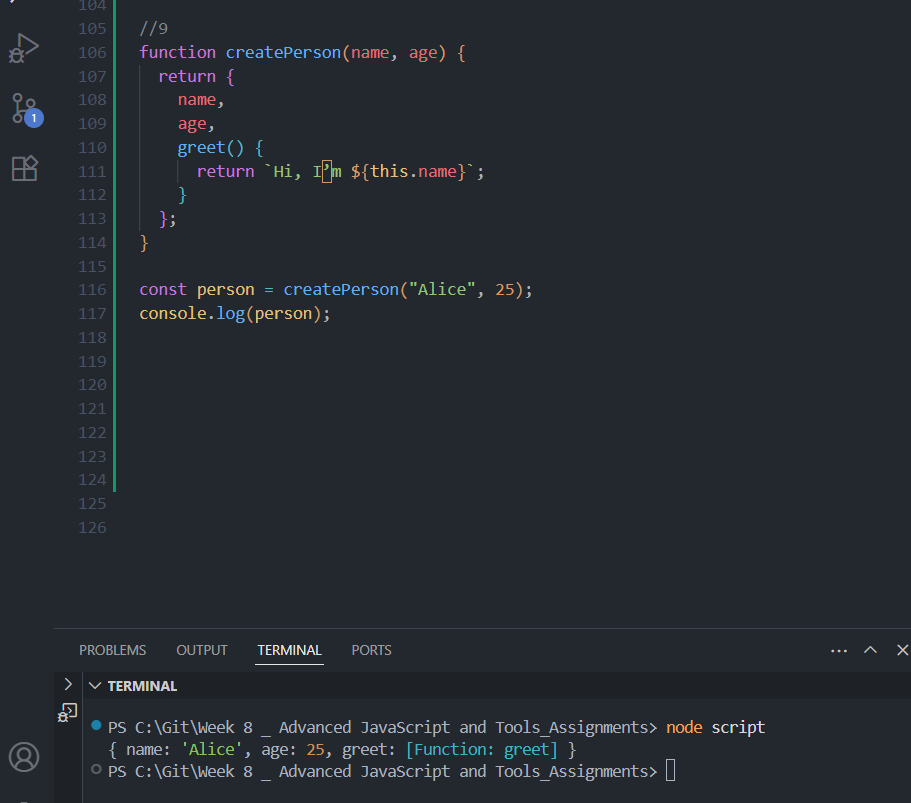 104
105 //9
106 function createPerson(name, age) {
107   return {
108     name,
109     age,
110     greet() {
111       return `Hi, I’m ${this.name}`;
112     }
113   };
114 }
115
116 const person = createPerson("Alice", 25);
117 console.log(person);
118
119
120
121
122
123
124
125
126
1
PROBLEMS OUTPUT TERMINAL PORTS
TERMINAL
PS C:\Git\Week 8 _ Advanced JavaScript and Tools_Assignments> node script
{ name: 'Alice', age: 25, greet: [Function: greet] }
PS C:\Git\Week 8 _ Advanced JavaScript and Tools_Assignments>